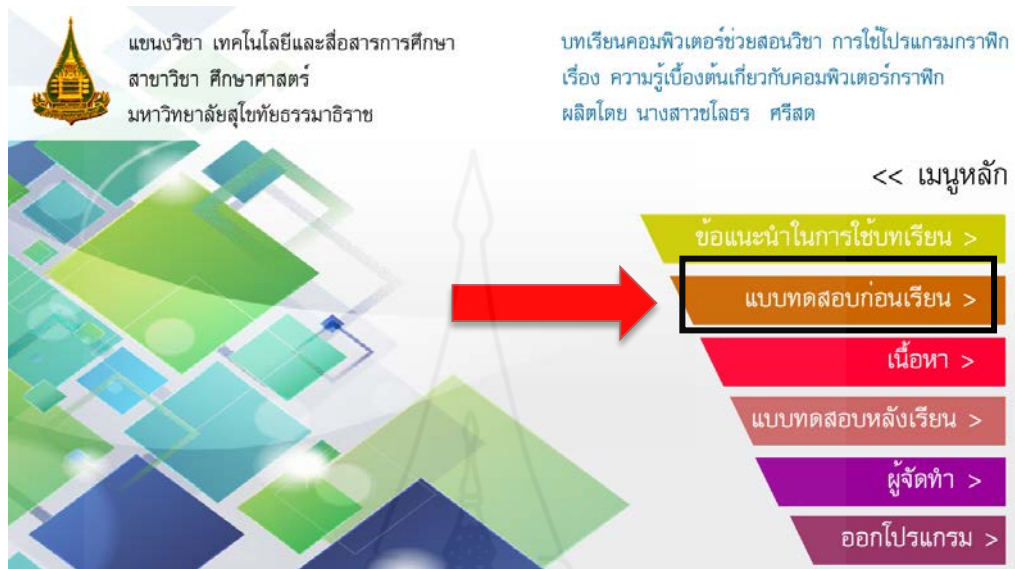 แขนงวิชา เทคโนโลยีและสื่อสารการศึกษา
สาขาวิชา ศึกษาศาสตร์
มหาวิทยาลัยสุโขทัยธรรมาธิราช
บทเรียนคอมพิวเตอร์ช่วยสอนวิชา การใช้โปรแกรมกราฟิก
เรื่อง ความรู้เบื้องต้นเกี่ยวกับคอมพิวเตอร์กราฟิก
ผลิตโดย นางสาวชโลธร ศรีสด
<< เมนูหลัก
ข้อแนะนำในการใช้บทเรียน >
แบบทดสอบก่อนเรียน >
เนื้อหา >
แบบทดสอบหลังเรียน >
ผู้จัดทำ >
ออกโปรแกรม >